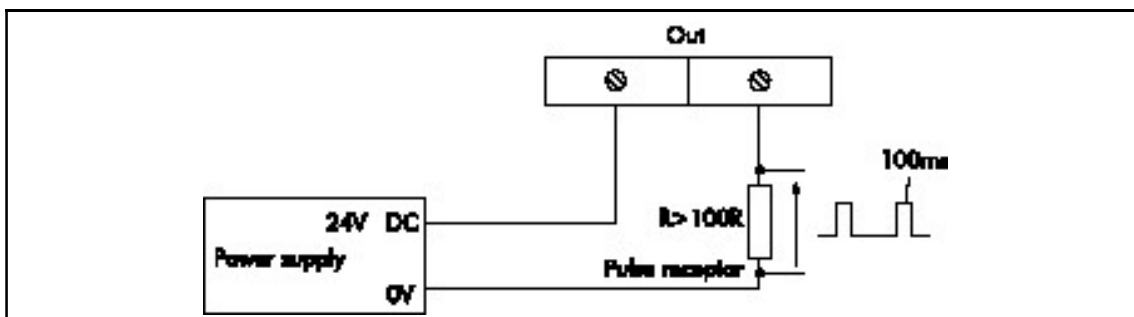 Out
100ms
24V DC
R>100R
Power supply
Pulse receptor
0V